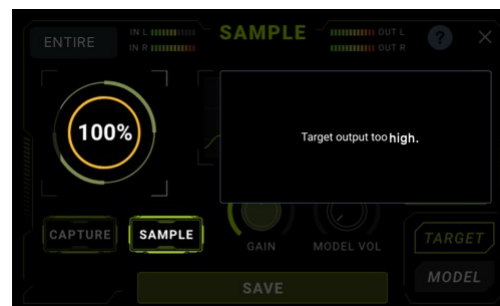 ENTIRE
IN L
IN R
SAMPLE
OUT L
OUT R
?
100%
Target output too high.
CAPTURE
SAMPLE
GAIN
MODEL VOL
TARGET
MODEL
SAVE